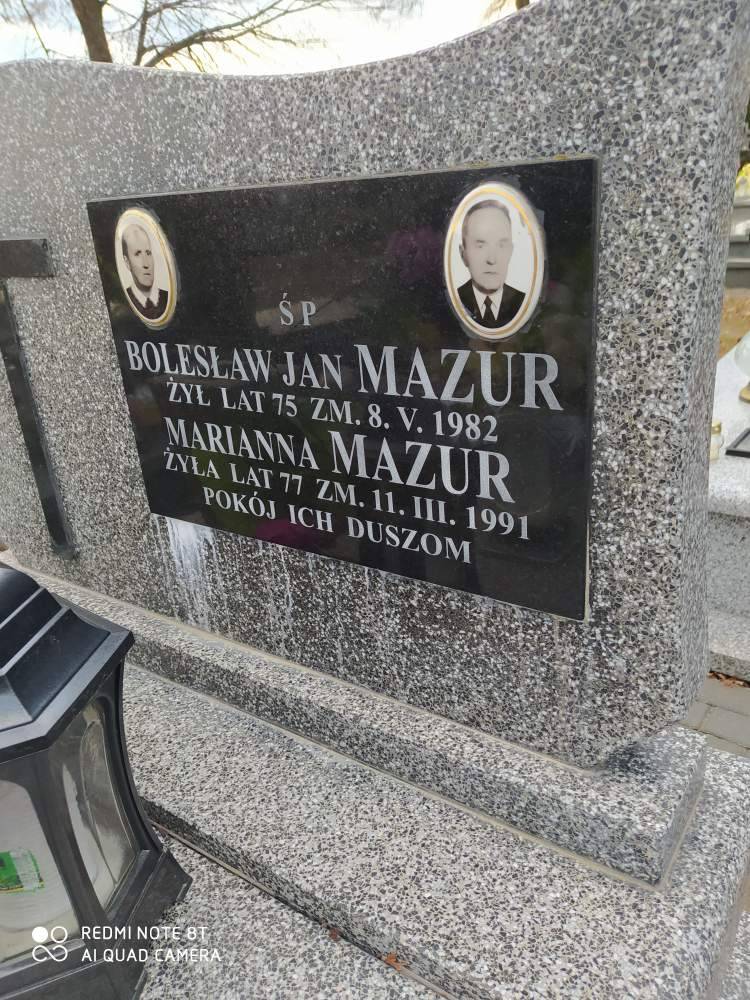 Ś P
BOLESŁAW JAN MAZUR
ŻYŁ LAT 75 ZM. 8. V. 1982
MARIANNA MAZUR
ŻYŁA LAT 77 ZM. 11. III. 1991
POKÓJ ICH DUSZOM
REDMI NOTE 8T
AI QUAD CAMERA